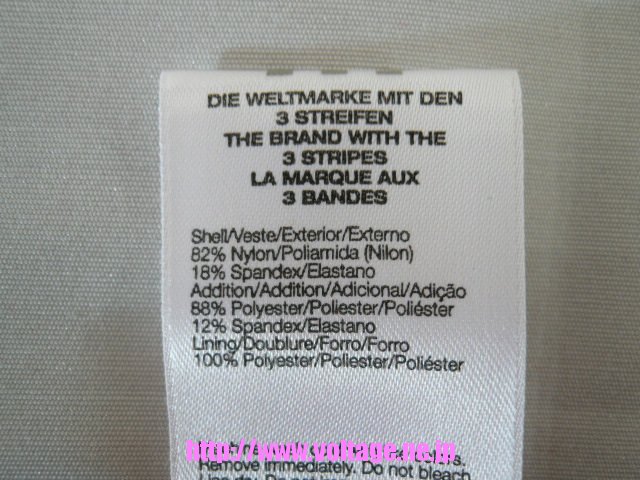 DIE WELTMARKE MIT DEN
3 STREIFEN
THE BRAND WITH THE
3 STRIPES
LA MARQUE AUX
3 BANDES
Shell/Veste/Exterior/Externo
82% Nylon/Poliamida (Nilon)
18% Spandex/Elastano
Addition/Addition/Adicional/Adição
88% Polyester/Poliester/Poliéster
12% Spandex/Elastano
Lining/Doublure/Forro/Forro
100% Polyester/Poliester/Poliéster
http://www.voltage.ne.jp
Remove immediately. Do not bleach